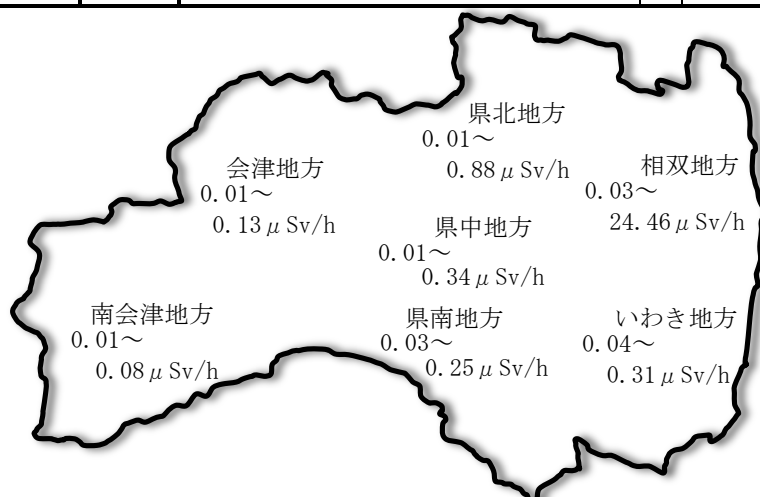 県北地方
0.01～
0.88μSv/h
会津地方
0.01～
0.13μSv/h
相双地方
0.03～
24.46μSv/h
県中地方
0.01～
0.34μSv/h
南会津地方
0.01～
0.08μSv/h
県南地方
0.03～
0.25μSv/h
いわき地方
0.04～
0.31μSv/h